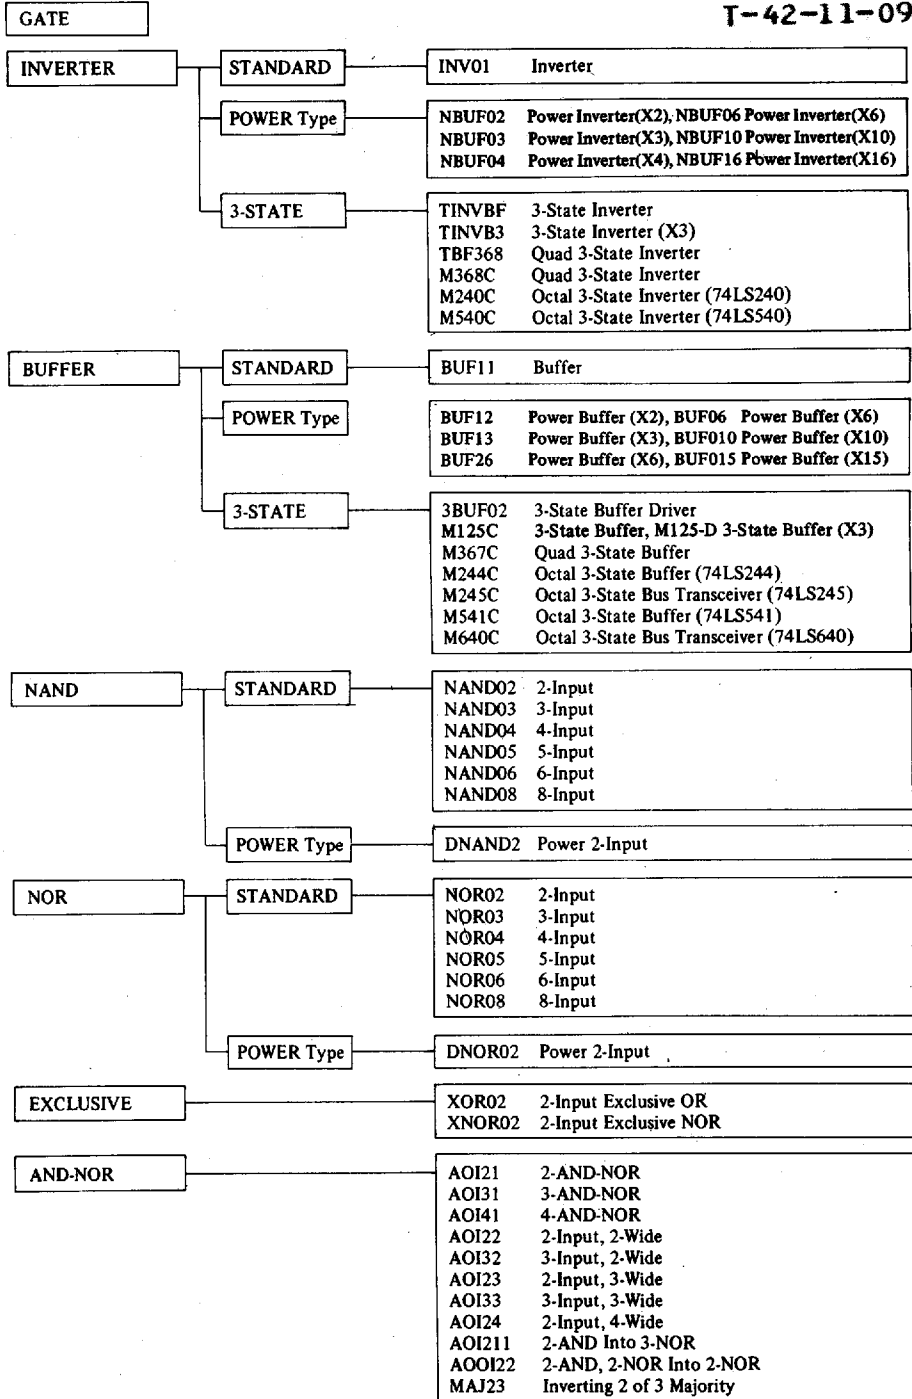 GATE
T-42-11-09
INVERTER
STANDARD
INV01 Inverter
POWER Type
NBUF02 Power Inverter(X2), NBUF06 Power Inverter(X6)
NBUF03 Power Inverter(X3), NBUF10 Power Inverter(X10)
NBUF04 Power Inverter(X4), NBUF16 Power Inverter(X16)
3-STATE
TINVBF 3-State Inverter
TINVB3 3-State Inverter (X3)
TBF368 Quad 3-State Inverter
M368C Quad 3-State Inverter
M240C Octal 3-State Inverter (74LS240)
M540C Octal 3-State Inverter (74LS540)
BUFFER
STANDARD
BUF11 Buffer
POWER Type
BUF12 Power Buffer (X2), BUF06 Power Buffer (X6)
BUF13 Power Buffer (X3), BUF010 Power Buffer (X10)
BUF26 Power Buffer (X6), BUF015 Power Buffer (X15)
3-STATE
3BUF02 3-State Buffer Driver
M125C 3-State Buffer, M125-D 3-State Buffer (X3)
M367C Quad 3-State Buffer
M244C Octal 3-State Buffer (74LS244)
M245C Octal 3-State Bus Transceiver (74LS245)
M541C Octal 3-State Buffer (74LS541)
M640C Octal 3-State Bus Transceiver (74LS640)
NAND
STANDARD
NAND02 2-Input
NAND03 3-Input
NAND04 4-Input
NAND05 5-Input
NAND06 6-Input
NAND08 8-Input
POWER Type
DNAND2 Power 2-Input
NOR
STANDARD
NOR02 2-Input
NOR03 3-Input
NOR04 4-Input
NOR05 5-Input
NOR06 6-Input
NOR08 8-Input
POWER Type
DNOR02 Power 2-Input
EXCLUSIVE
XOR02 2-Input Exclusive OR
XNOR02 2-Input Exclusive NOR
AND-NOR
AOI21 2-AND-NOR
AOI31 3-AND-NOR
AOI41 4-AND-NOR
AOI22 2-Input, 2-Wide
AOI32 3-Input, 2-Wide
AOI23 2-Input, 3-Wide
AOI33 3-Input, 3-Wide
AOI24 2-Input, 4-Wide
AOI211 2-AND Into 3-NOR
AOOI22 2-AND, 2-NOR Into 2-NOR
MAJ23 Inverting 2 of 3 Majority